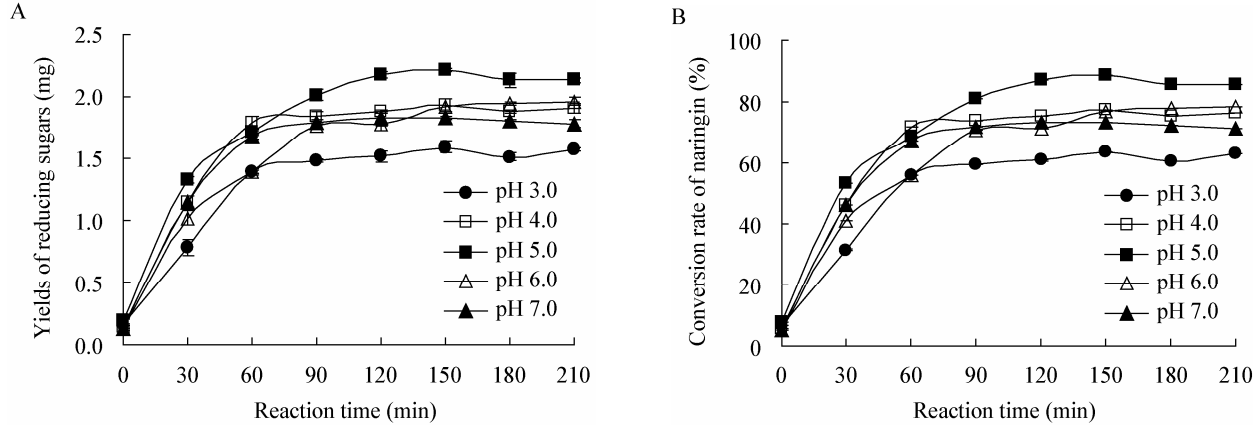 A
Yields of reducing sugars (mg)
2.5
2.0
1.5
1.0
0.5
0.0
pH 3.0
pH 4.0
pH 5.0
pH 6.0
pH 7.0
0 30 60 90 120 150 180 210
Reaction time (min)
B
Conversion rate of naringin (%)
100
80
60
40
20
0
pH 3.0
pH 4.0
pH 5.0
pH 6.0
pH 7.0
0 30 60 90 120 150 180 210
Reaction time (min)